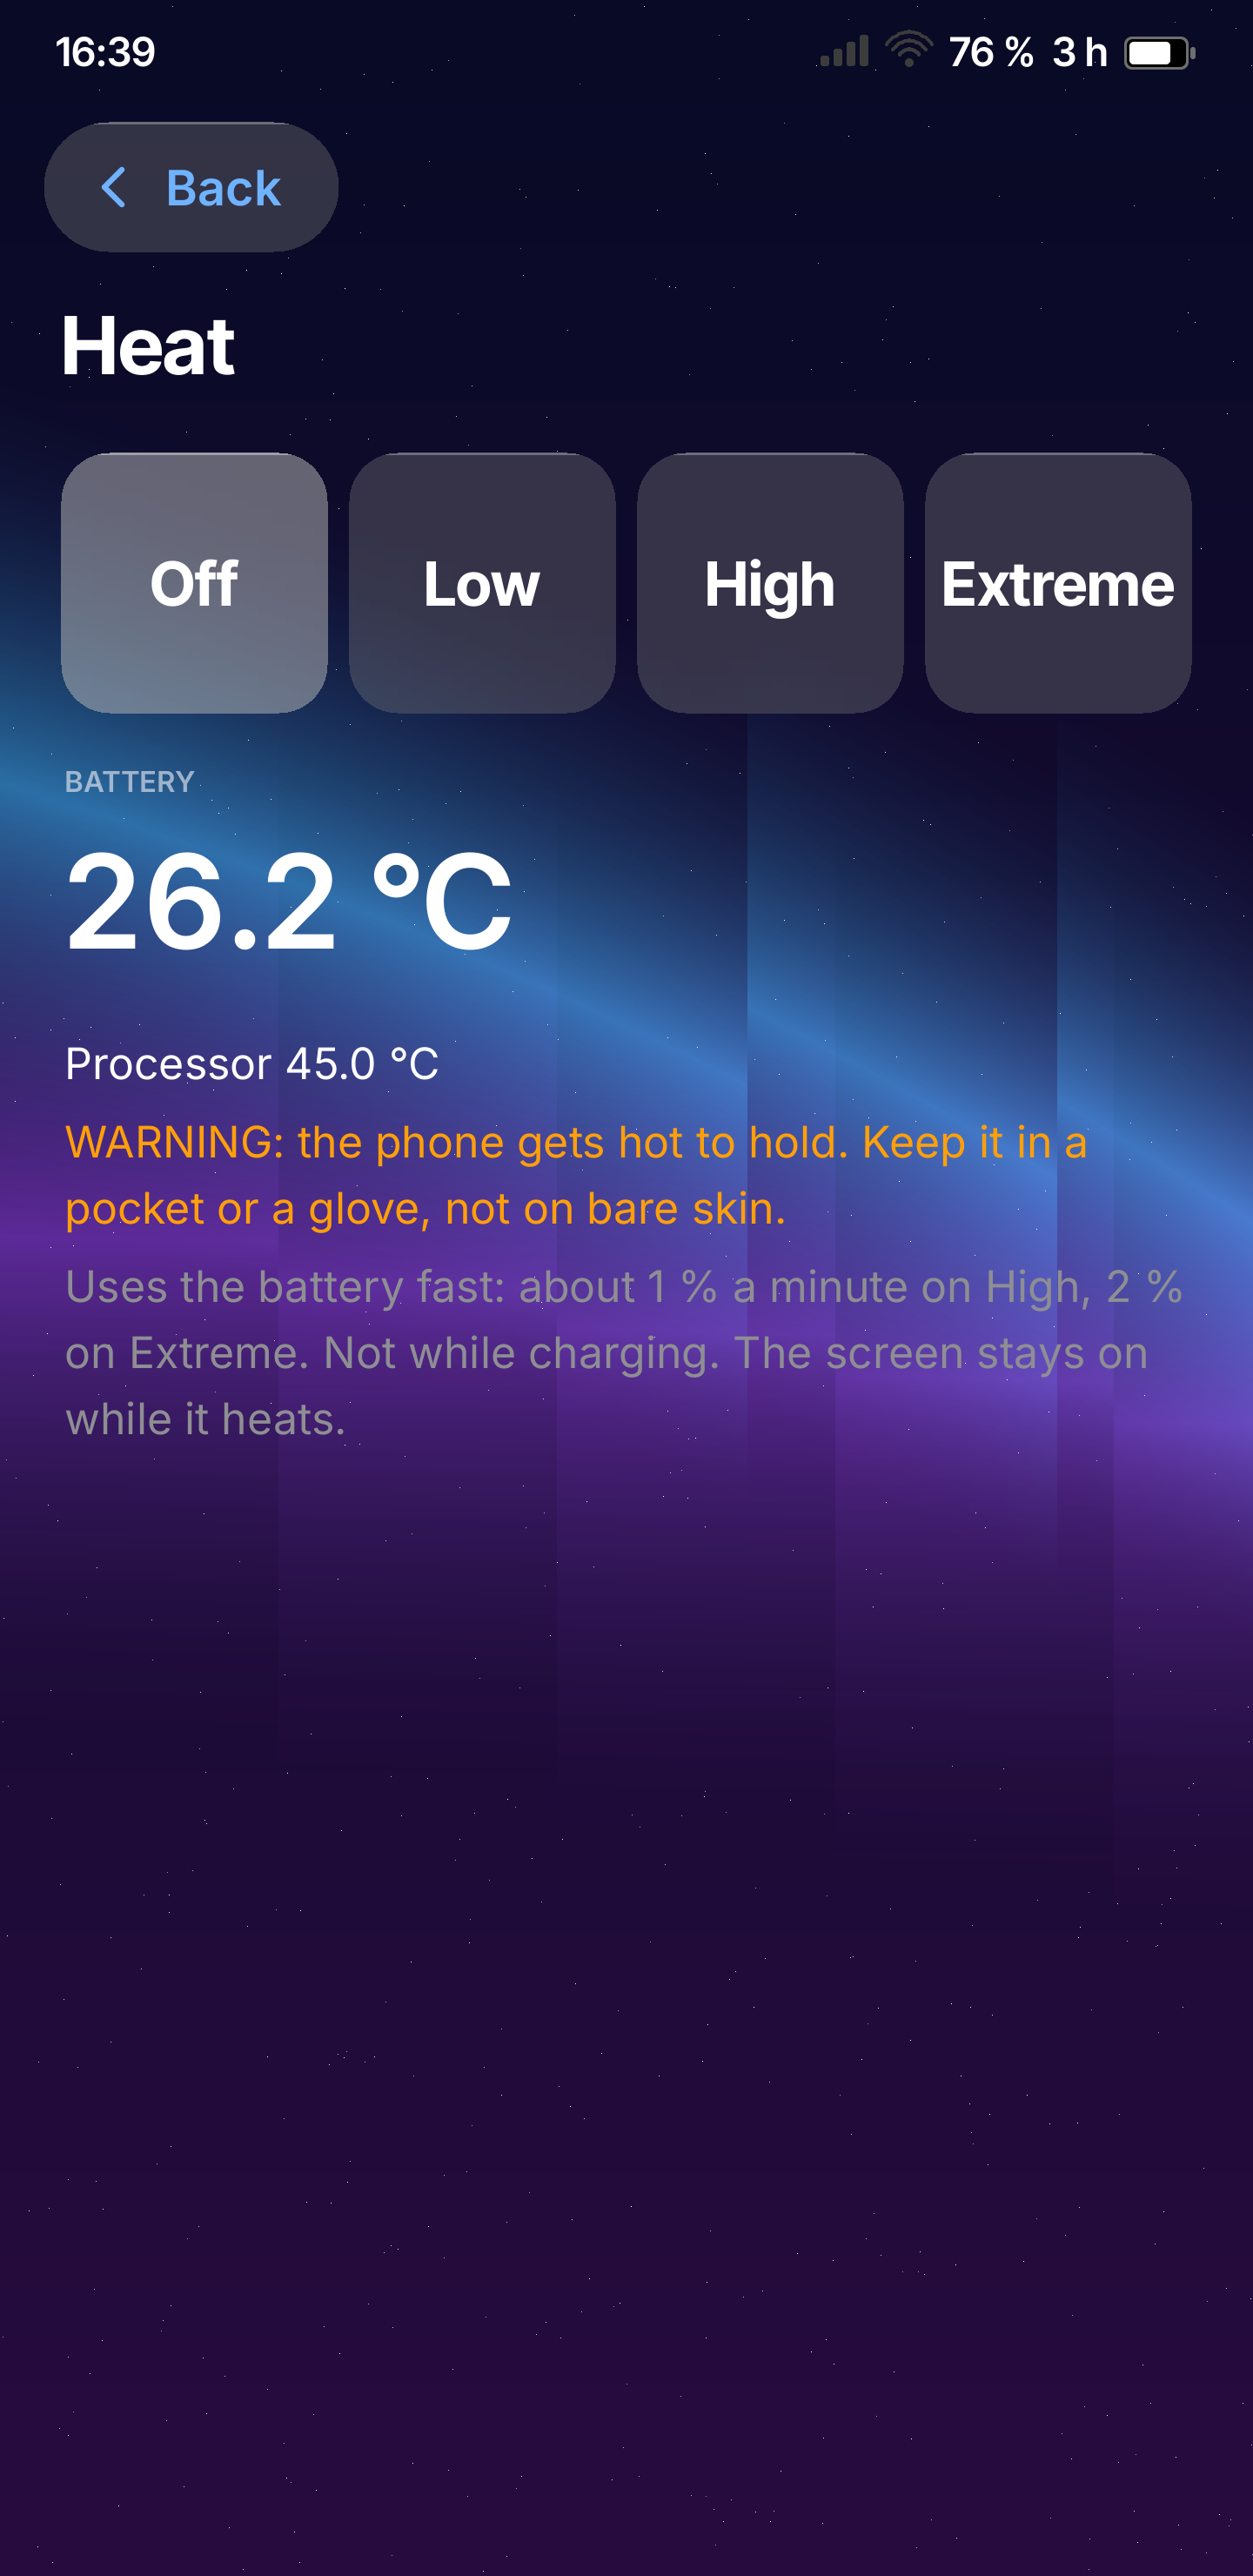 16:39 76 % 3 h
Back
Heat
Off Low High Extreme
BATTERY
26.2 °C
Processor 45.0 °C
WARNING: the phone gets hot to hold. Keep it in a
pocket or a glove, not on bare skin.
Uses the battery fast: about 1 % a minute on High, 2 %
on Extreme. Not while charging. The screen stays on
while it heats.